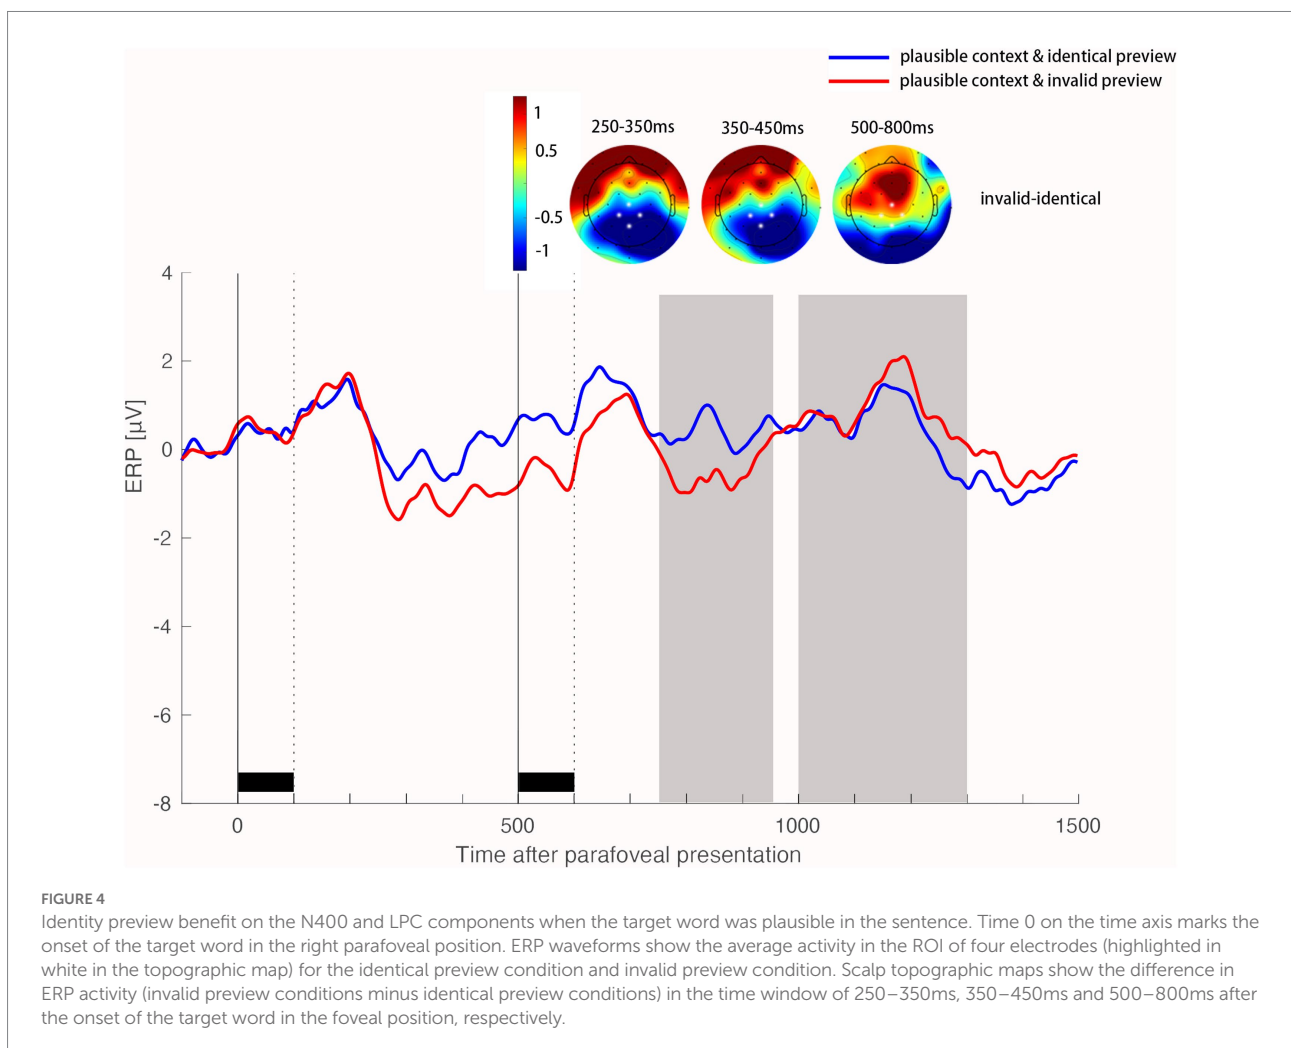 plausible context & identical preview
plausible context & invalid preview
250-350ms
350-450ms
500-800ms
1
0.5
-0.5
-1
invalid-identical
ERP [µV]
4
2
0
-2
-4
-6
-8
0
500
1000
1500
Time after parafoveal presentation
FIGURE 4
Identity preview benefit on the N400 and LPC components when the target word was plausible in the sentence. Time 0 on the time axis marks the
onset of the target word in the right parafoveal position. ERP waveforms show the average activity in the ROI of four electrodes (highlighted in
white in the topographic map) for the identical preview condition and invalid preview condition. Scalp topographic maps show the difference in
ERP activity (invalid preview conditions minus identical preview conditions) in the time window of 250–350ms, 350–450ms and 500–800ms after
the onset of the target word in the foveal position, respectively.